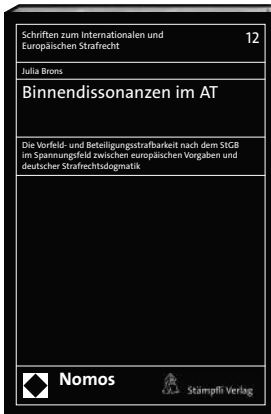 Schriften zum Internationalen und
Europäischen Strafrecht
12
Julia Brons
Binnendissonanzen im AT
Die Vorfeld- und Beteiligungsstrafbarkeit nach dem StGB
im Spannungsfeld zwischen europäischen Vorgaben und
deutscher Strafrechtsdogmatik
Nomos
Stämpfli Verlag